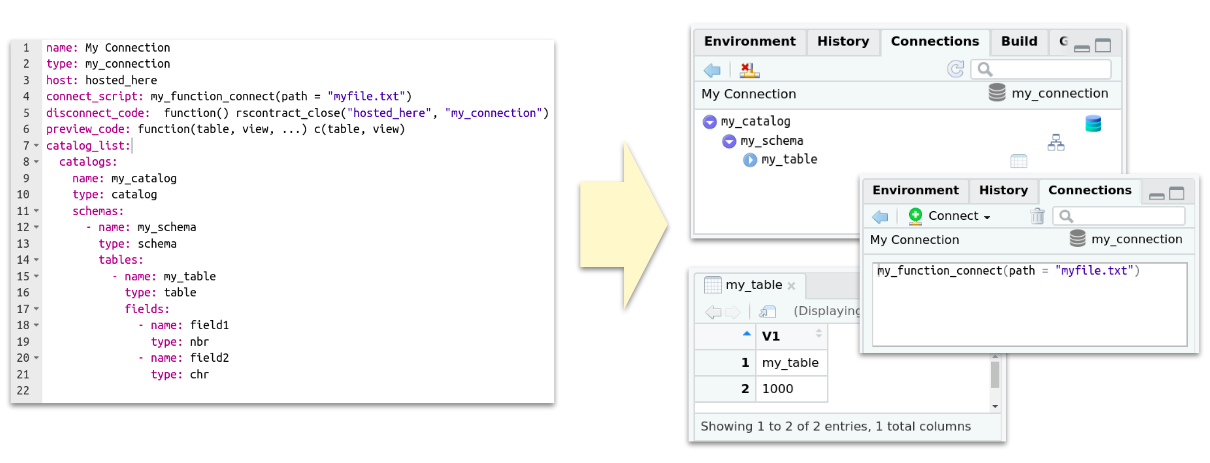 1 name: My Connection
2 type: my_connection
3 host: hosted_here
4 connect_script: my_function_connect(path = "myfile.txt")
5 disconnect_code:  function() rscontract_close("hosted_here", "my_connection")
6 preview_code: function(table, view, ...) c(table, view)
7 catalog_list:
8   catalogs:
9     name: my_catalog
10     type: catalog
11     schemas:
12       - name: my_schema
13         type: schema
14         tables:
15           - name: my_table
16             type: table
17             fields:
18               - name: field1
19                 type: nbr
20               - name: field2
21                 type: chr
22
Environment History Connections Build G
My Connection my_connection
my_catalog
my_schema
my_table
Environment History Connections
Connect
My Connection my_connection
my_function_connect(path = "myfile.txt")
my_table
(Displaying
V1
1 my_table
2 1000
Showing 1 to 2 of 2 entries, 1 total columns